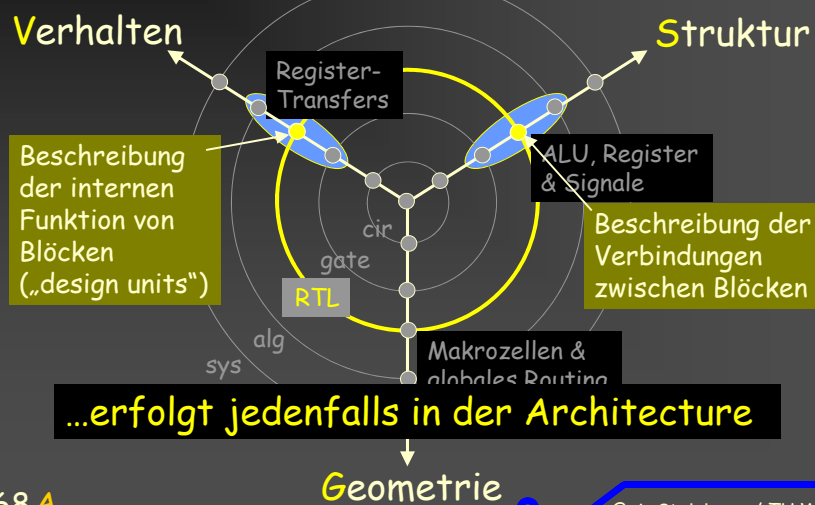 Verhalten
Struktur
Register-
Transfers
ALU, Register
& Signale
Beschreibung
der internen
Funktion von
Blöcken
(„design units“)
Beschreibung der
Verbindungen
zwischen Blöcken
cir
gate
RTL
alg
sys
Makrozellen &
globales Routing
…erfolgt jedenfalls in der Architecture
Geometrie